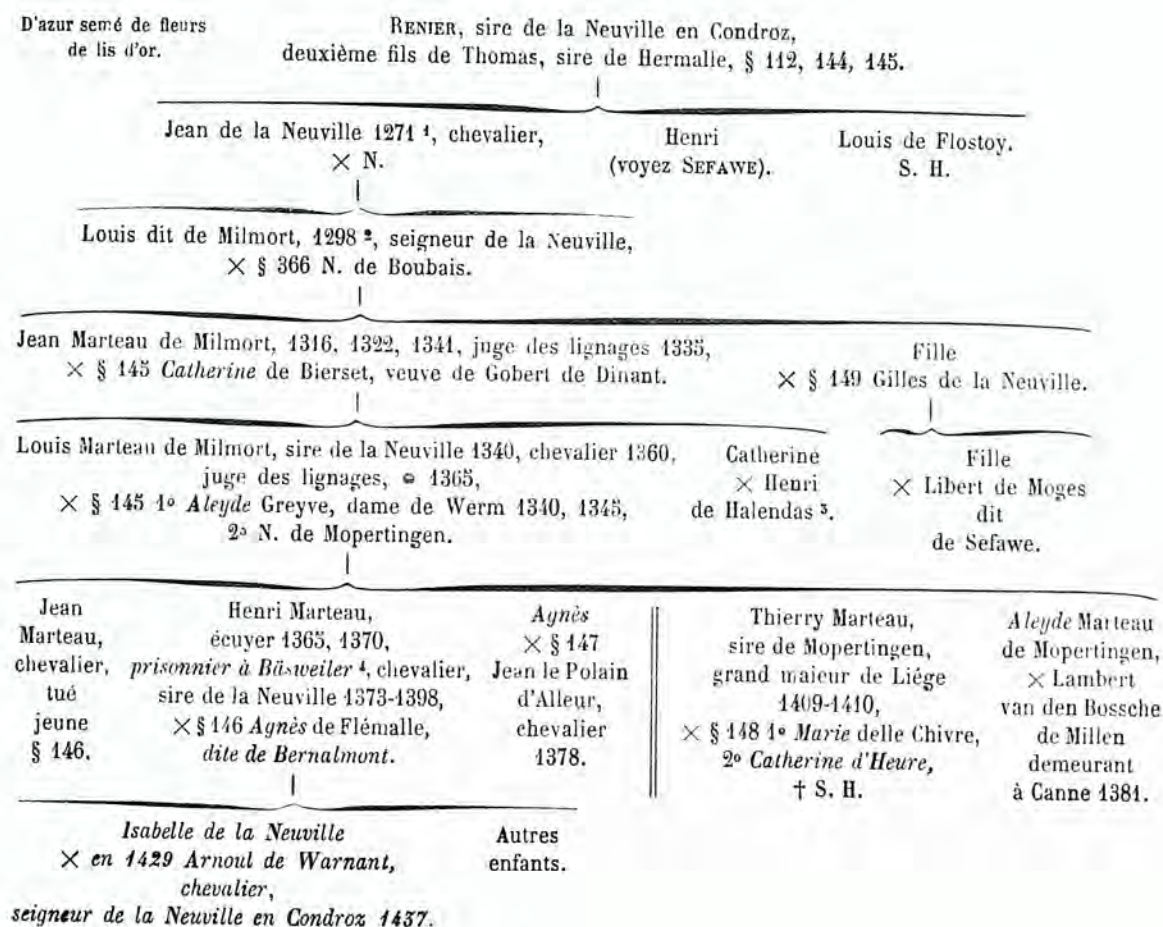 D'azur semé de fleurs
de lis d'or.
RENIER, sire de la Neuville en Condroz,
deuxième fils de Thomas, sire de Hermalle, § 112, 144, 145.
Jean de la Neuville 1271 ¹, chevalier,
× N.
Henri
(voyez SEFAWE).
Louis de Flostoy.
S. H.
Louis dit de Milmort, 1298 ², seigneur de la Neuville,
× § 366 N. de Boubais.
Jean Marteau de Milmort, 1316, 1322, 1341, juge des lignages 1335,
× § 145 Catherine de Bierset, veuve de Gobert de Dinant.
Fille
× § 149 Gilles de la Neuville.
Louis Marteau de Milmort, sire de la Neuville 1340, chevalier 1360,
juge des lignages, 1365,
× § 145 1º Aleyde Greyve, dame de Werm 1340, 1345,
2º N. de Mopertingen.
Catherine
× Henri
de Halendas ³.
Fille
× Libert de Moges
dit
de Sefawe.
Jean
Marteau,
chevalier,
tué
jeune
§ 146.
Henri Marteau,
écuyer 1365, 1370,
prisonnier à Bäsweiler ⁴, chevalier,
sire de la Neuville 1373-1398,
× § 146 Agnès de Flémalle,
dite de Bernalmont.
Agnès
× § 147
Jean le Polain
d'Alleur,
chevalier
1378.
Thierry Marteau,
sire de Mopertingen,
grand maieur de Liége
1409-1410,
× § 148 1º Marie delle Chivre,
2º Catherine d'Heure,
† S. H.
Aleyde Marteau
de Mopertingen,
× Lambert
van den Bossche
de Millen
demeurant
à Canne 1381.
Isabelle de la Neuville
× en 1429 Arnoul de Warnant,
chevalier,
seigneur de la Neuville en Condroz 1437.
Autres
enfants.